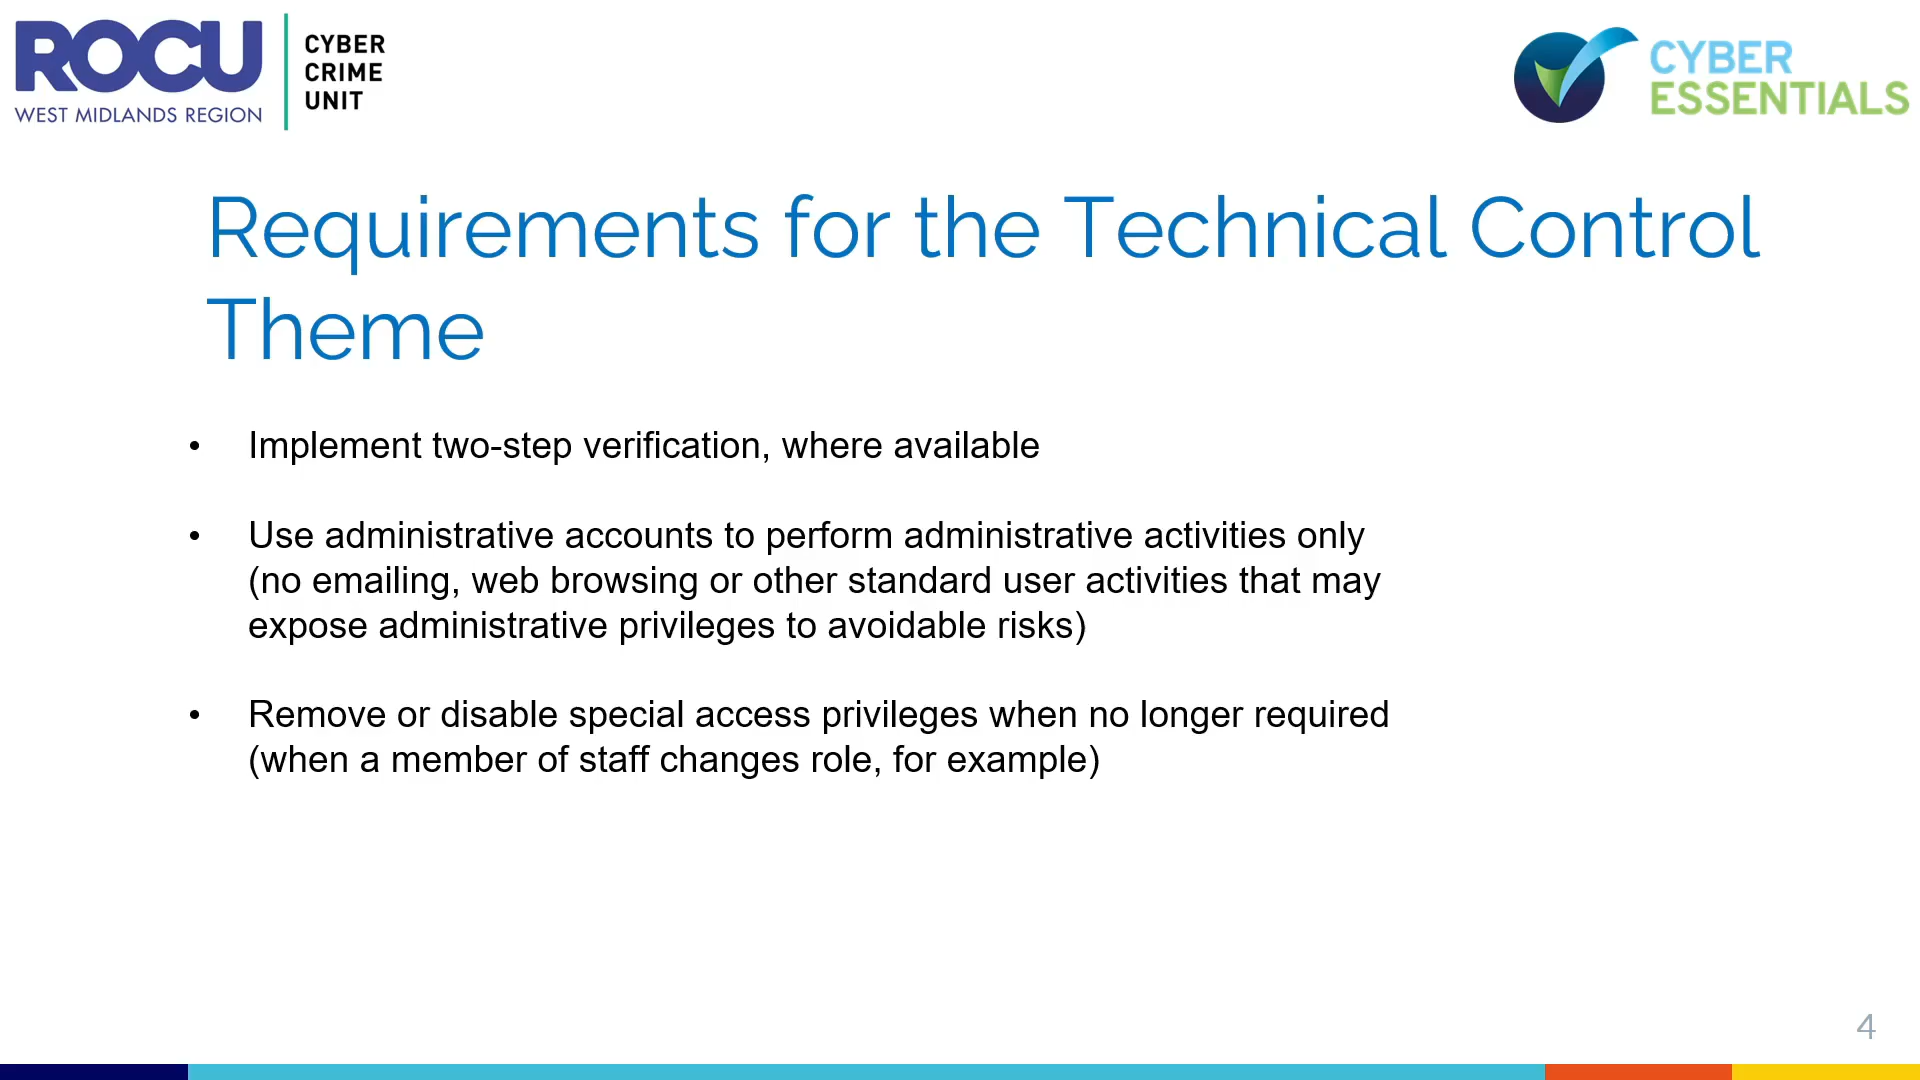 ROCU
WEST MIDLANDS REGION
CYBER
CRIME
UNIT
CYBER
ESSENTIALS
Requirements for the Technical Control
Theme
• Implement two-step verification, where available
• Use administrative accounts to perform administrative activities only
(no emailing, web browsing or other standard user activities that may
expose administrative privileges to avoidable risks)
• Remove or disable special access privileges when no longer required
(when a member of staff changes role, for example)
4